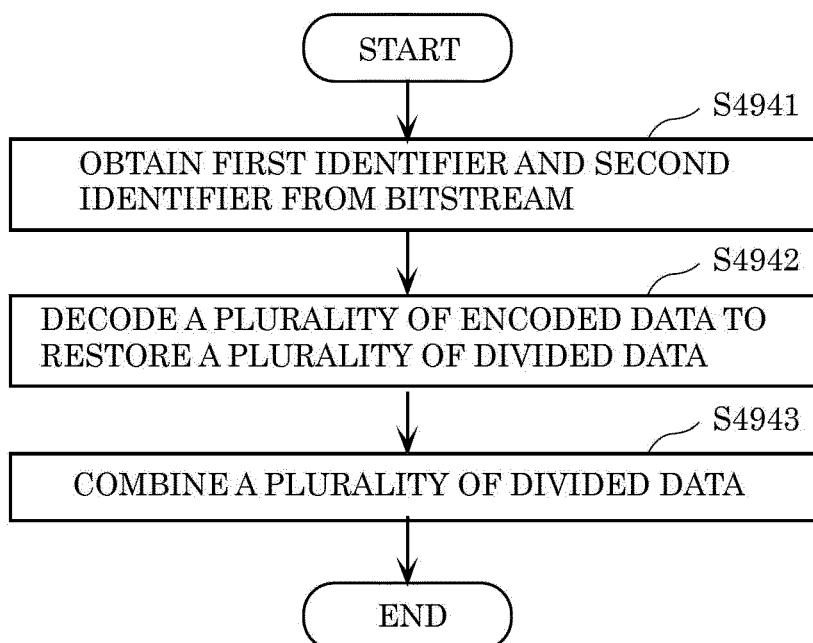 START
S4941
OBTAIN FIRST IDENTIFIER AND SECOND
IDENTIFIER FROM BITSTREAM
S4942
DECODE A PLURALITY OF ENCODED DATA TO
RESTORE A PLURALITY OF DIVIDED DATA
S4943
COMBINE A PLURALITY OF DIVIDED DATA
END